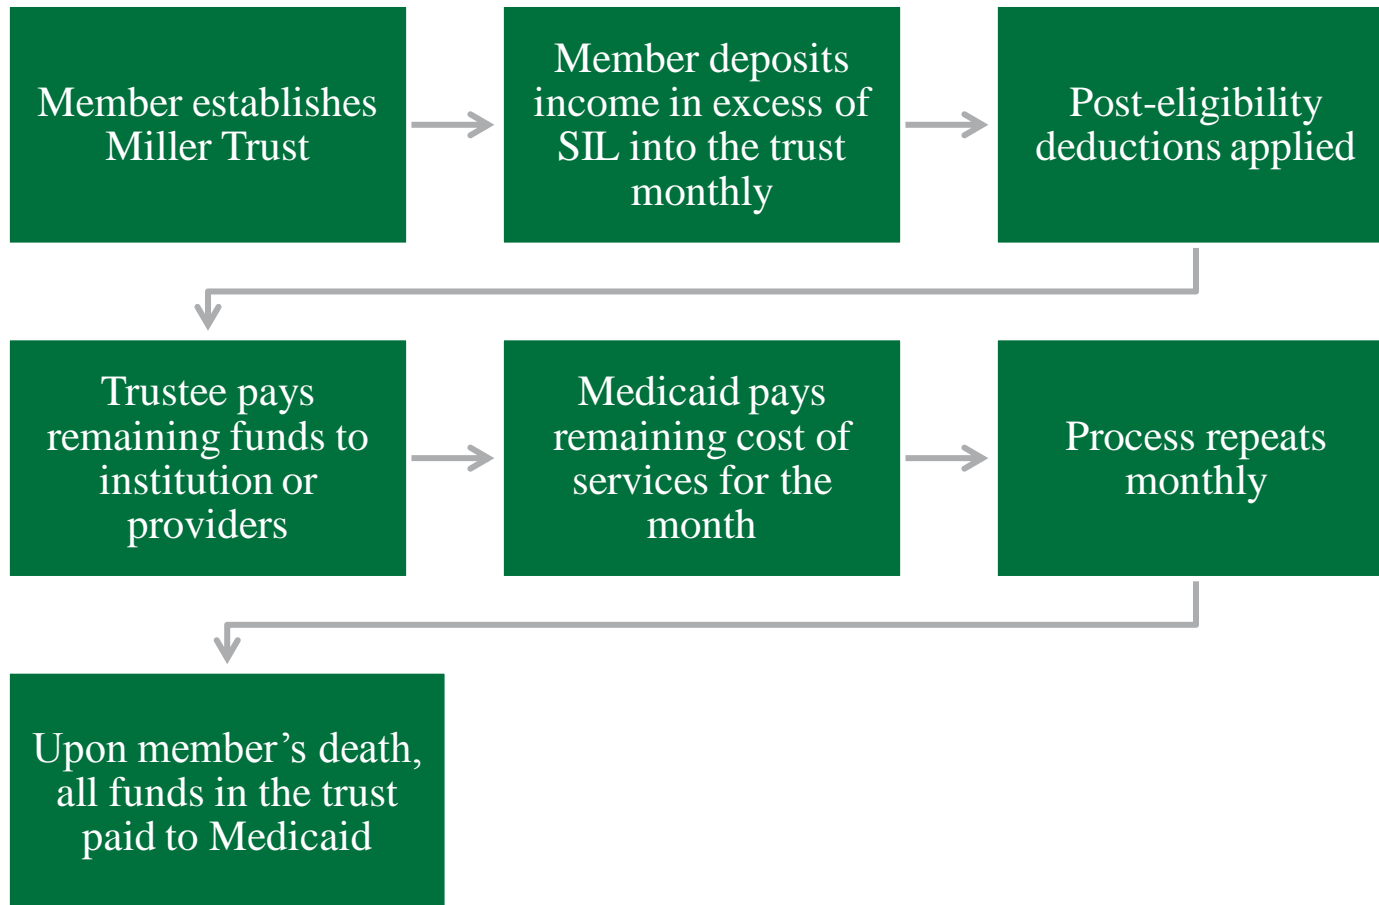 Member establishes
Miller Trust
Member deposits
income in excess of
SIL into the trust
monthly
Post-eligibility
deductions applied
Trustee pays
remaining funds to
institution or
providers
Medicaid pays
remaining cost of
services for the
month
Process repeats
monthly
Upon member’s death,
all funds in the trust
paid to Medicaid